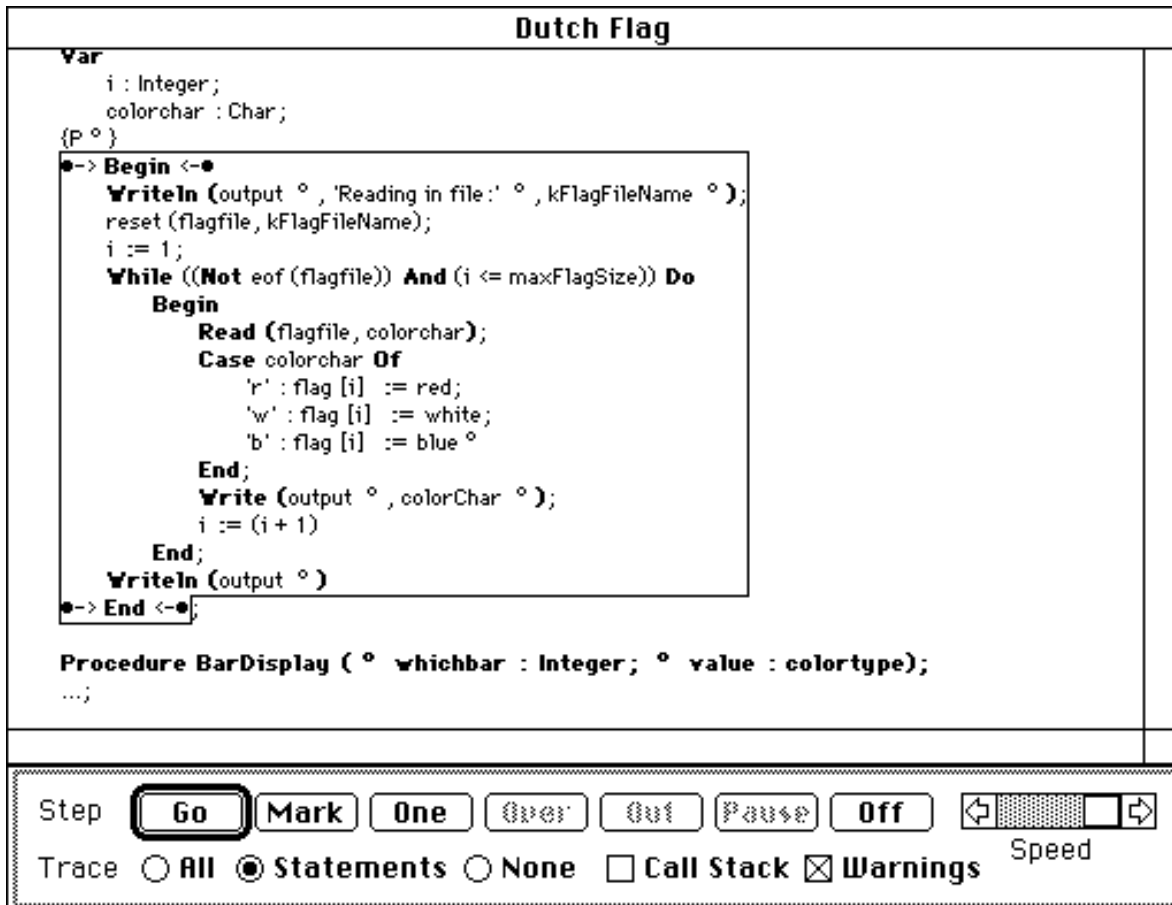 Dutch Flag
Var
i : Integer;
colorchar : Char;
{P ° }
●-> Begin <-●
Writeln (output ° , 'Reading in file:' ° , kFlagFileName ° );
reset (flagfile, kFlagFileName);
i := 1;
While ((Not eof (flagfile)) And (i <= maxFlagSize)) Do
Begin
Read (flagfile, colorchar);
Case colorchar Of
'r' : flag [i] := red;
'w' : flag [i] := white;
'b' : flag [i] := blue °
End;
Write (output ° , colorChar ° );
i := (i + 1)
End;
Writeln (output ° )
●-> End <-●;
Procedure BarDisplay ( ° whichbar : Integer; ° value : colortype);
...;
Step Go Mark One Over Out Pause Off
Speed
Trace All Statements None Call Stack Warnings